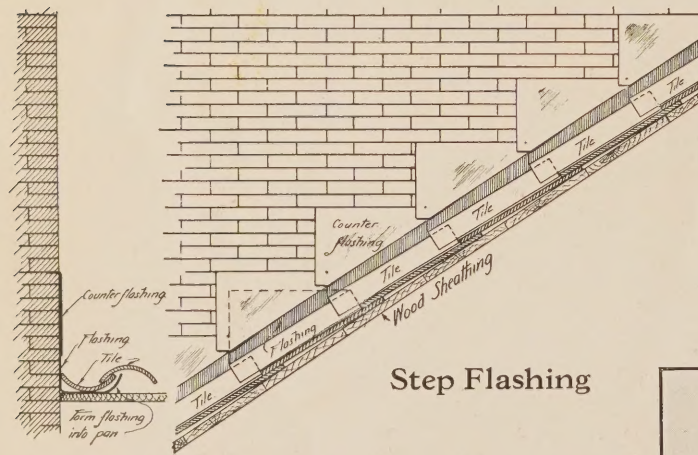 Counter flashing
Flashing
Tile
Form flashing
into pan
Tile
Tile
Tile
Tile
Tile
Tile
Counter
flashing
Flashing
Wood Sheathing
Step Flashing